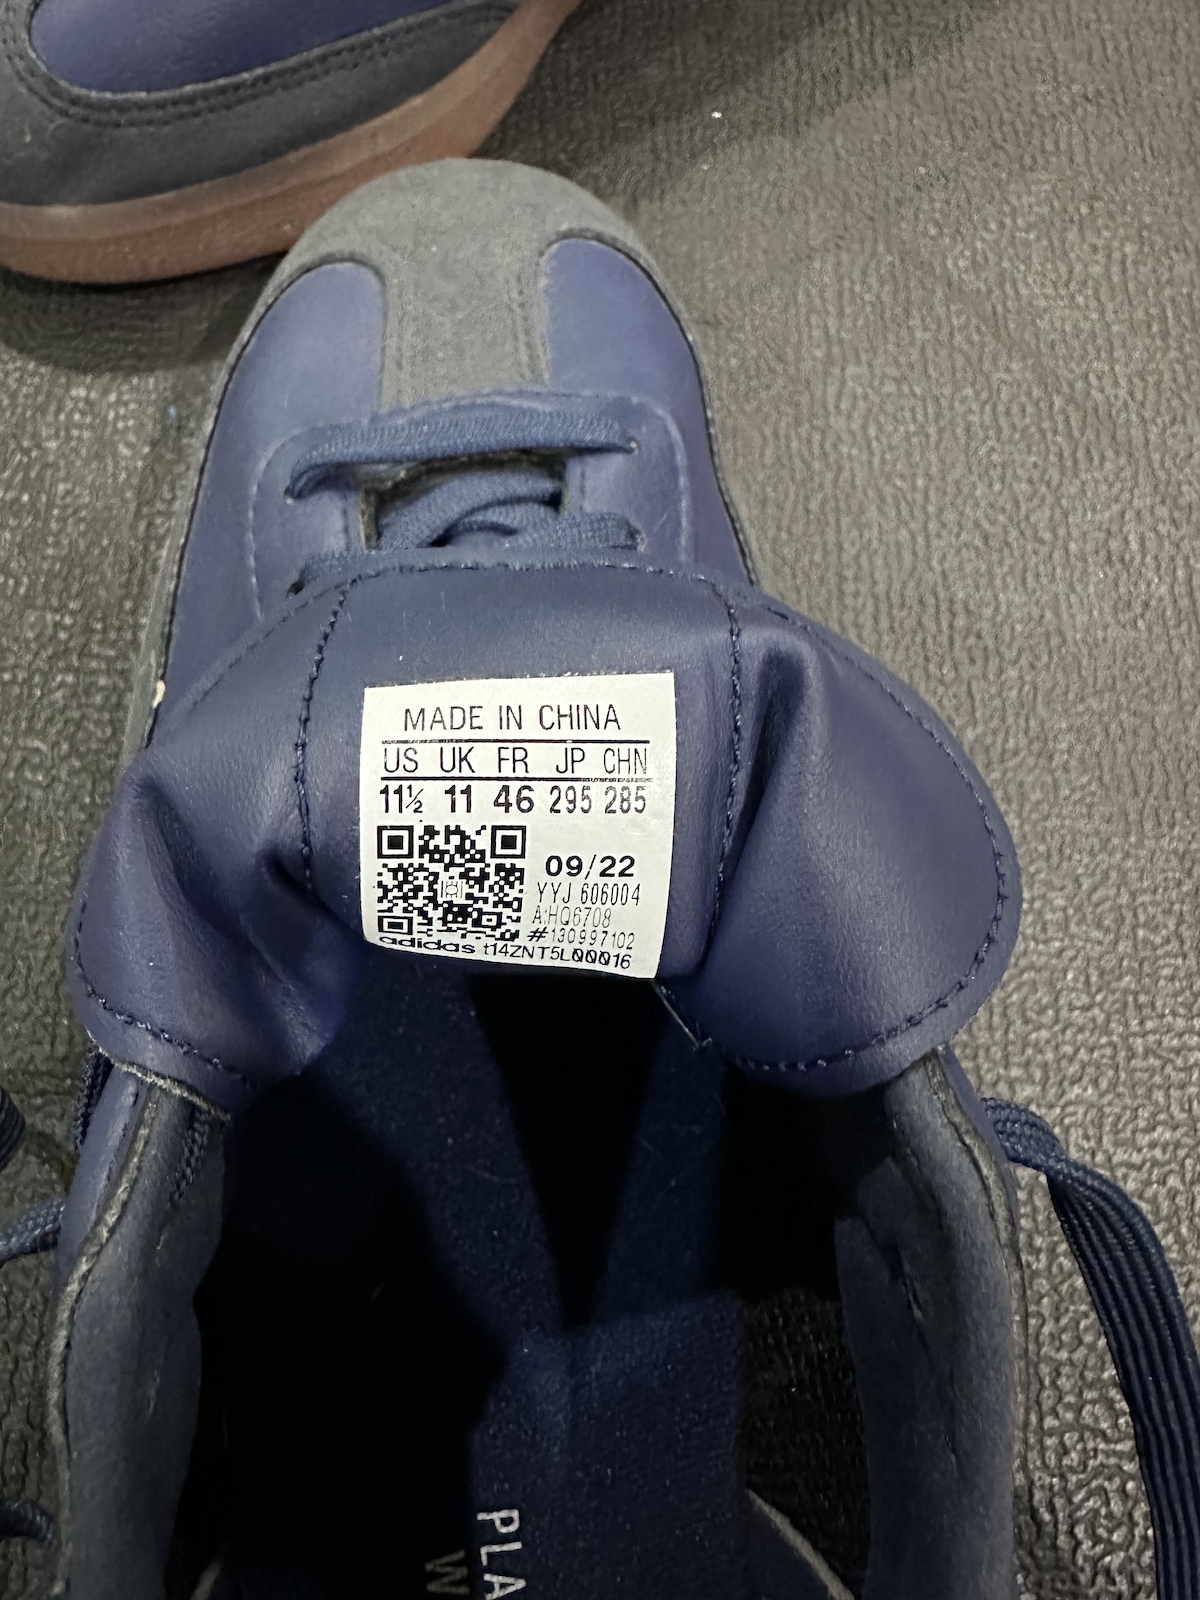 MADE IN CHINA
US UK FR JP CHN
11½ 11 46 295 285
09/22
YYJ 606004
A:HQ6708
#130997102
adidas t14ZNT5L00016
PLA
W